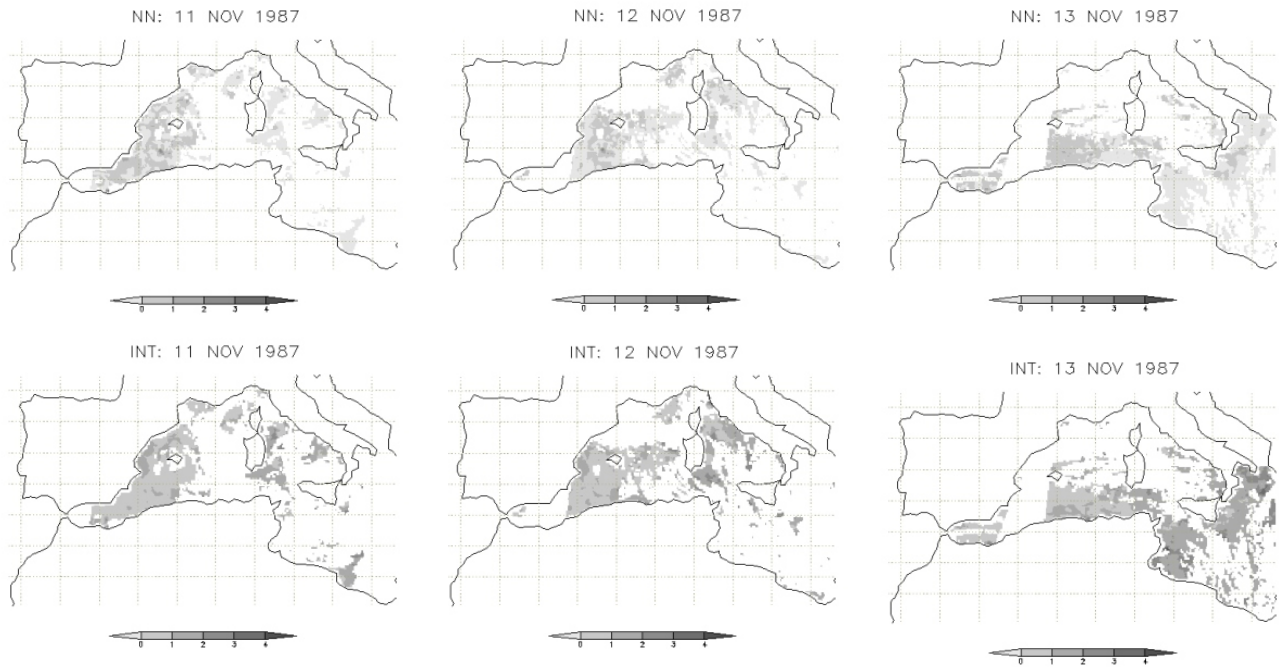 NN: 11 NOV 1987
NN: 12 NOV 1987
NN: 13 NOV 1987
0 1 2 3 4
0 1 2 3 4
0 1 2 3 4
INT: 11 NOV 1987
INT: 12 NOV 1987
INT: 13 NOV 1987
0 1 2 3 4
0 1 2 3 4
0 1 2 3 4